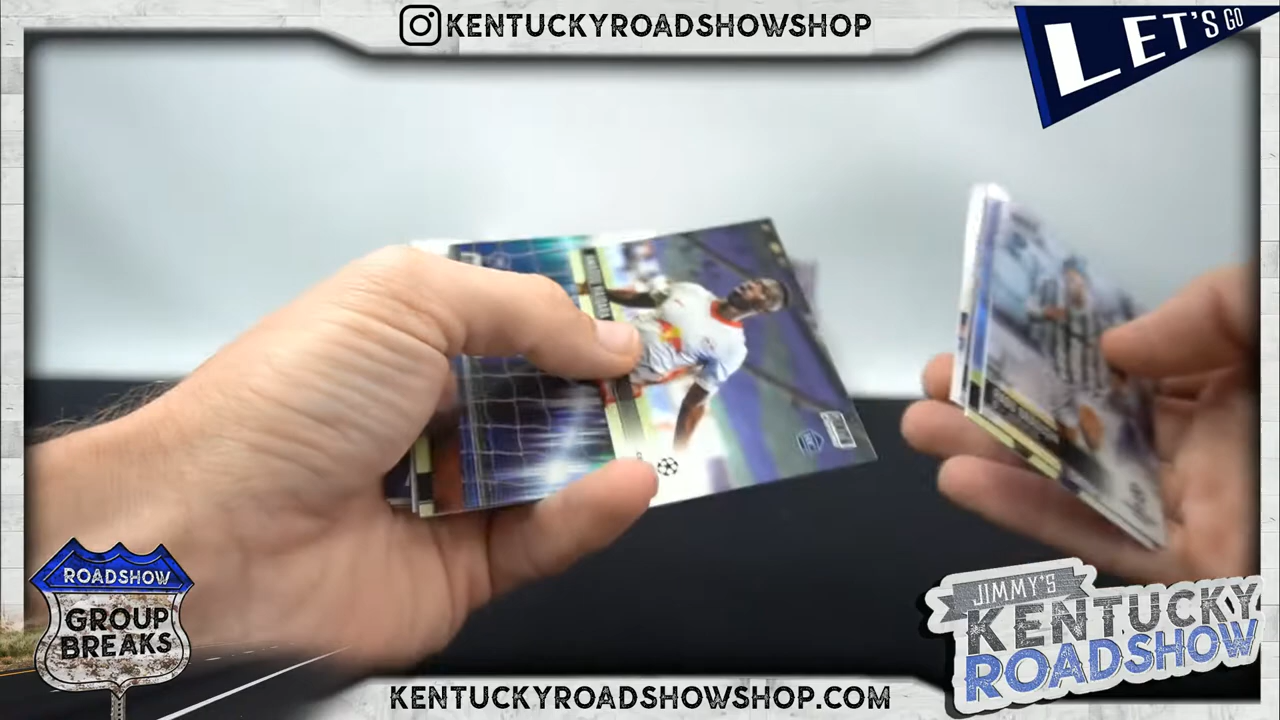 KENTUCKYROADSHOWSHOP
LET'S GO
ROADSHOW
GROUP
BREAKS
JIMMY'S
KENTUCKY
ROADSHOW
KENTUCKYROADSHOWSHOP.COM